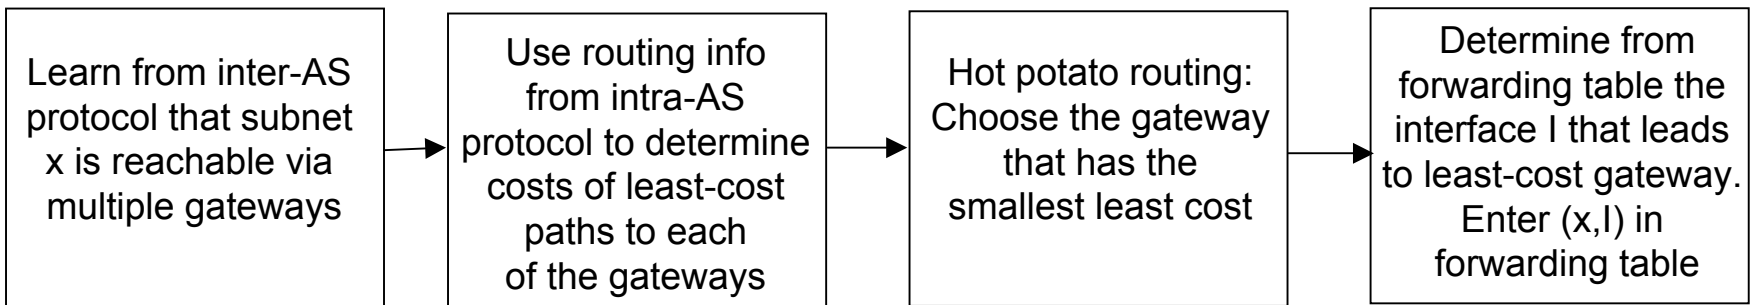 Learn from inter-AS
protocol that subnet
x is reachable via
multiple gateways
Use routing info
from intra-AS
protocol to determine
costs of least-cost
paths to each
of the gateways
Hot potato routing:
Choose the gateway
that has the
smallest least cost
Determine from
forwarding table the
interface I that leads
to least-cost gateway.
Enter (x,I) in
forwarding table